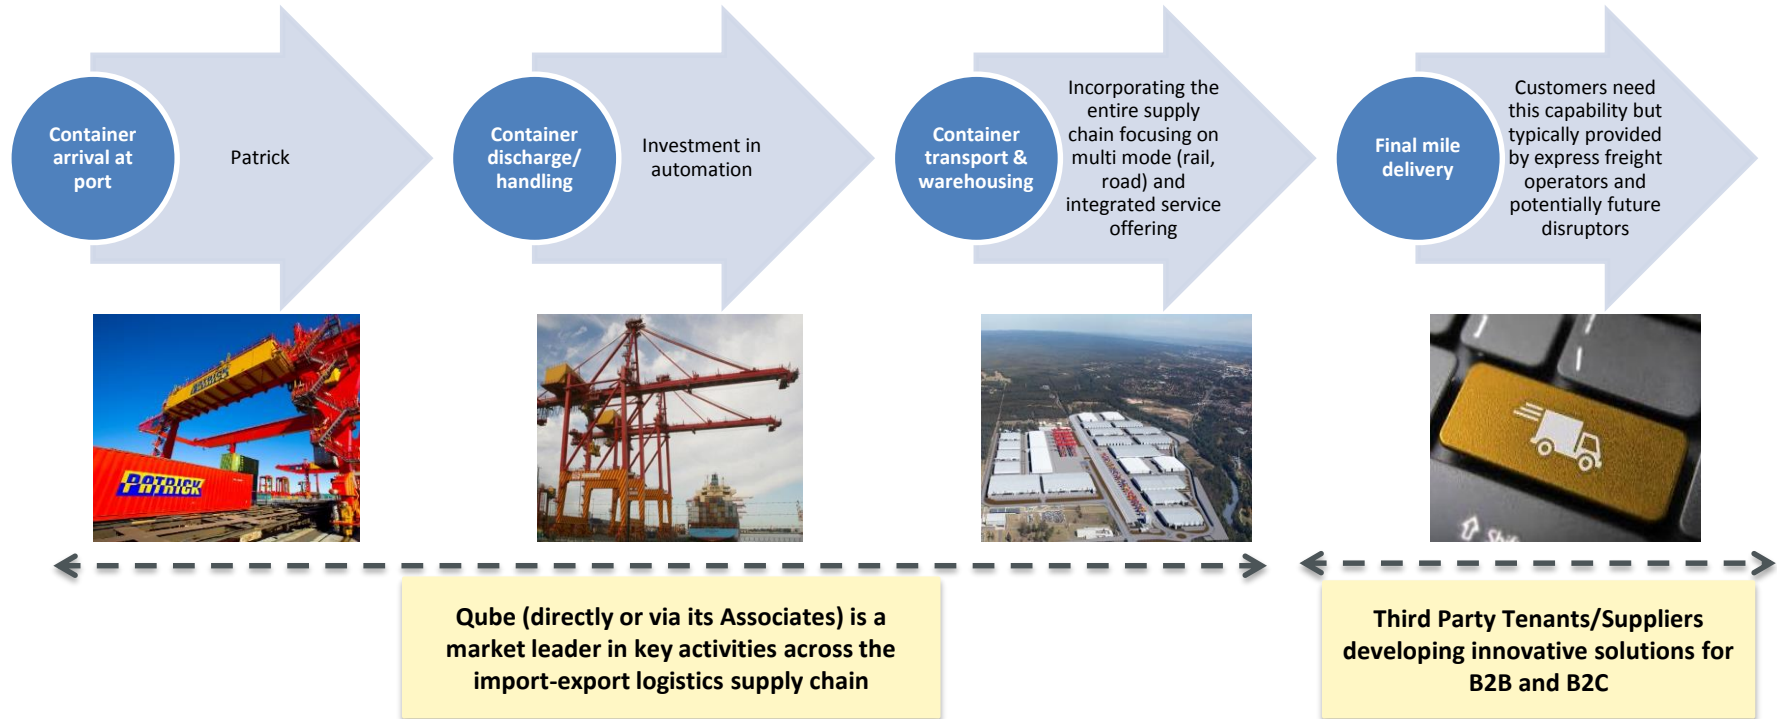 Container
arrival at
port
Patrick
Container
discharge/
handling
Investment in
automation
Container
transport &
warehousing
Incorporating the
entire supply
chain focusing on
multi mode (rail,
road) and
integrated service
offering
Final mile
delivery
Customers need
this capability but
typically provided
by express freight
operators and
potentially future
disruptors
PATRICK
PATRICK
Qube (directly or via its Associates) is a
market leader in key activities across the
import-export logistics supply chain
Third Party Tenants/Suppliers
developing innovative solutions for
B2B and B2C